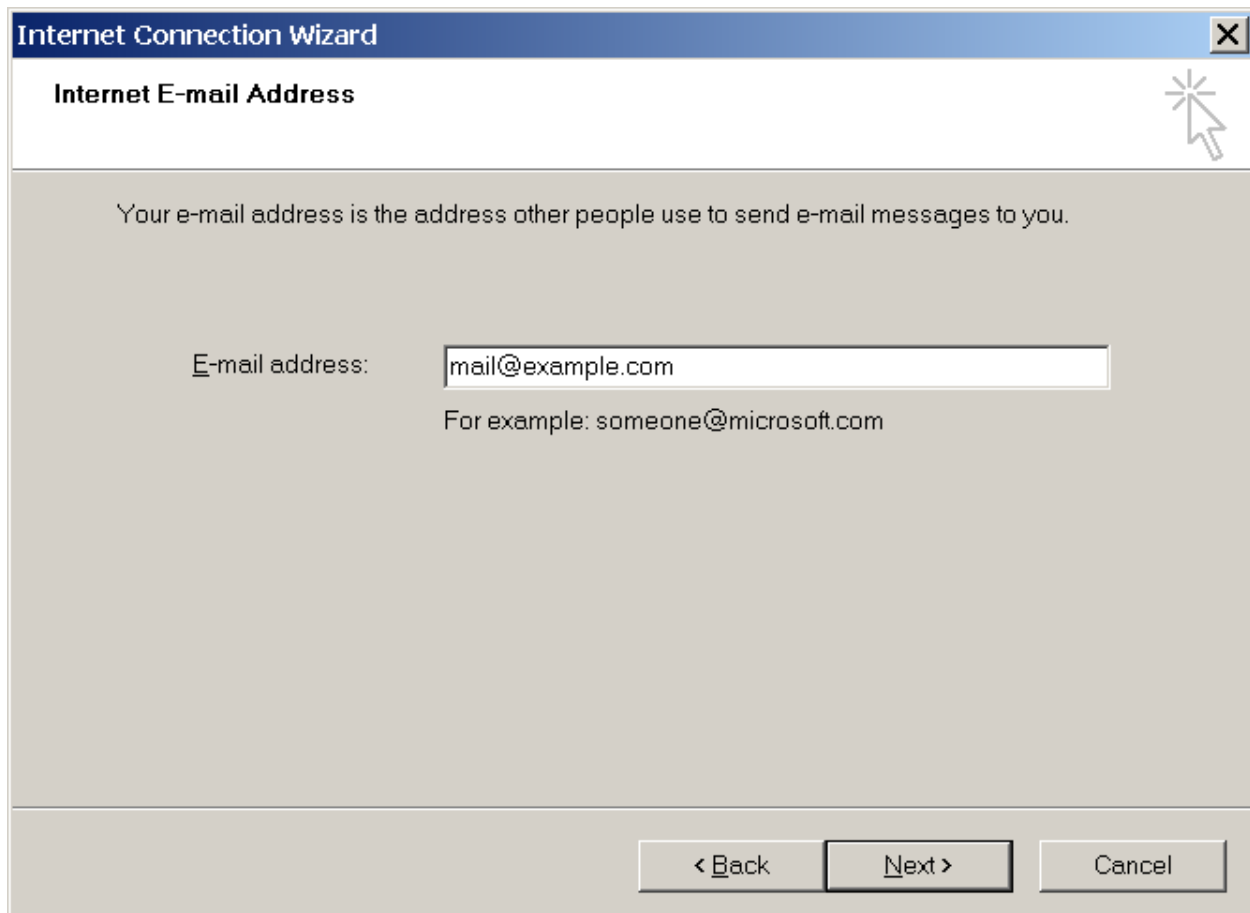 Internet Connection Wizard
Internet E-mail Address
Your e-mail address is the address other people use to send e-mail messages to you.
E-mail address: mail@example.com
For example: someone@microsoft.com
< Back Next > Cancel